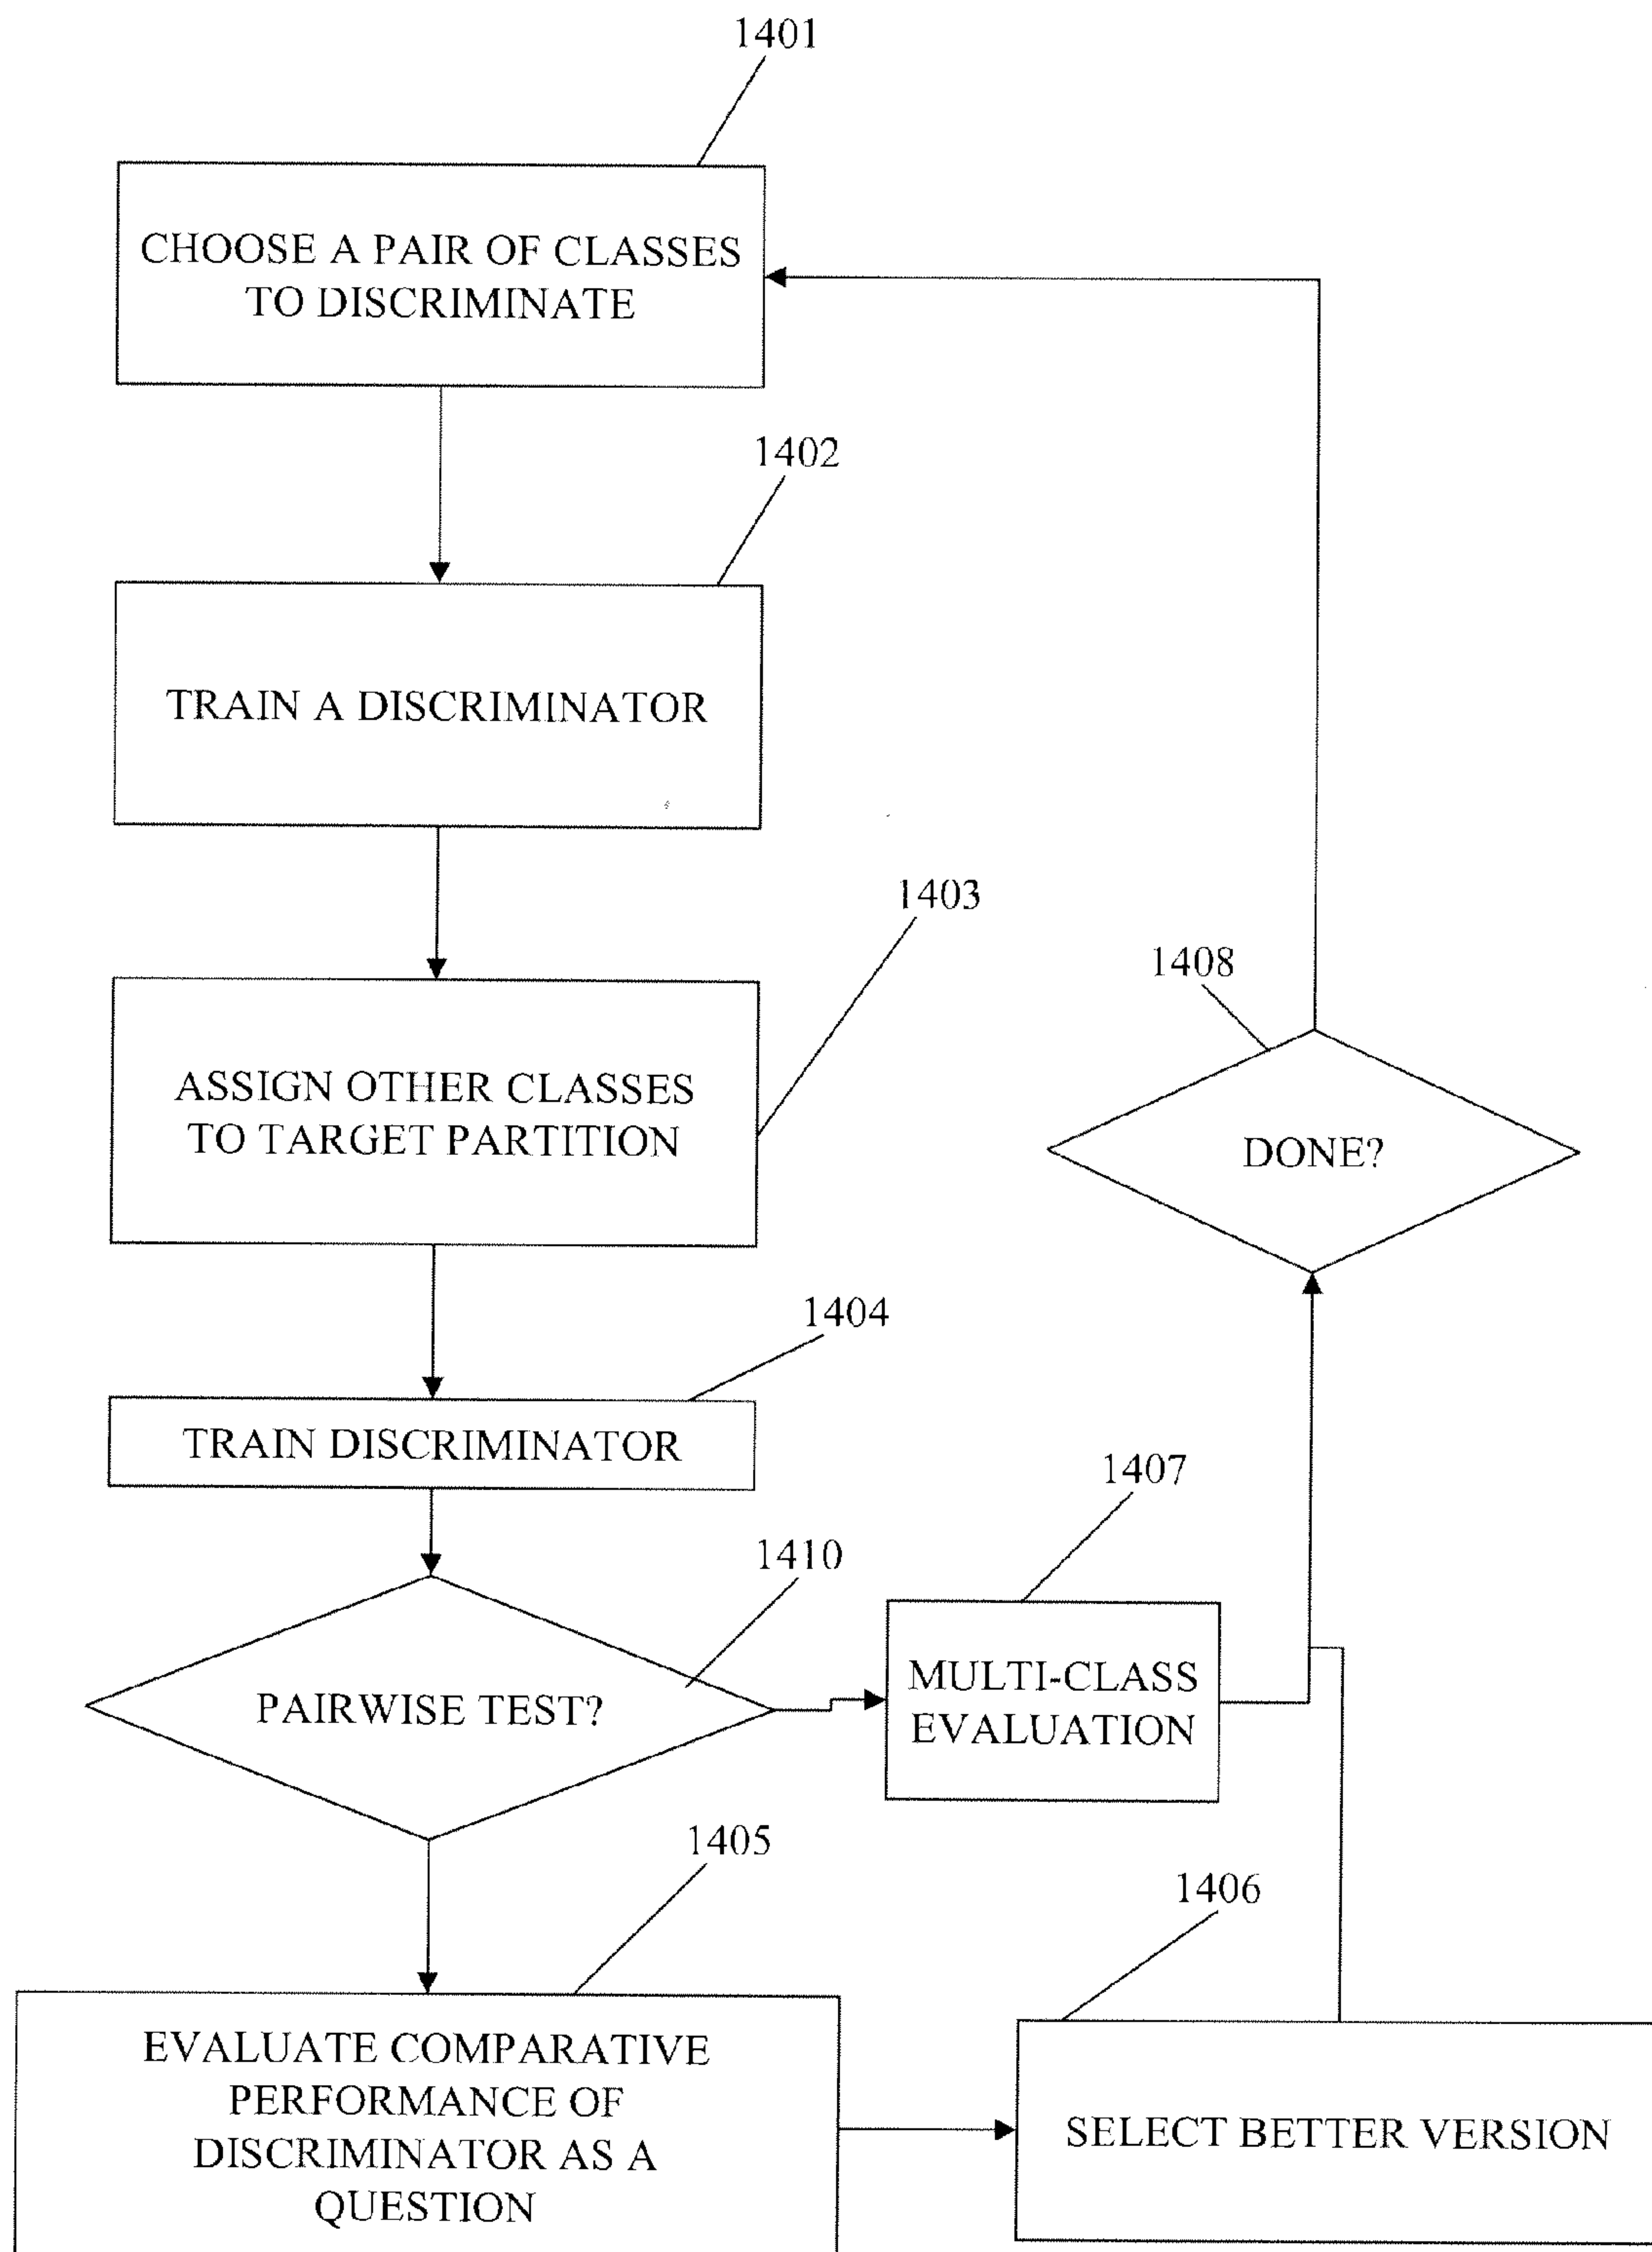 1401
CHOOSE A PAIR OF CLASSES
TO DISCRIMINATE
1402
TRAIN A DISCRIMINATOR
1403
ASSIGN OTHER CLASSES
TO TARGET PARTITION
1408
DONE?
1404
TRAIN DISCRIMINATOR
1410
PAIRWISE TEST?
1407
MULTI-CLASS
EVALUATION
1405
EVALUATE COMPARATIVE
PERFORMANCE OF
DISCRIMINATOR AS A
QUESTION
1406
SELECT BETTER VERSION